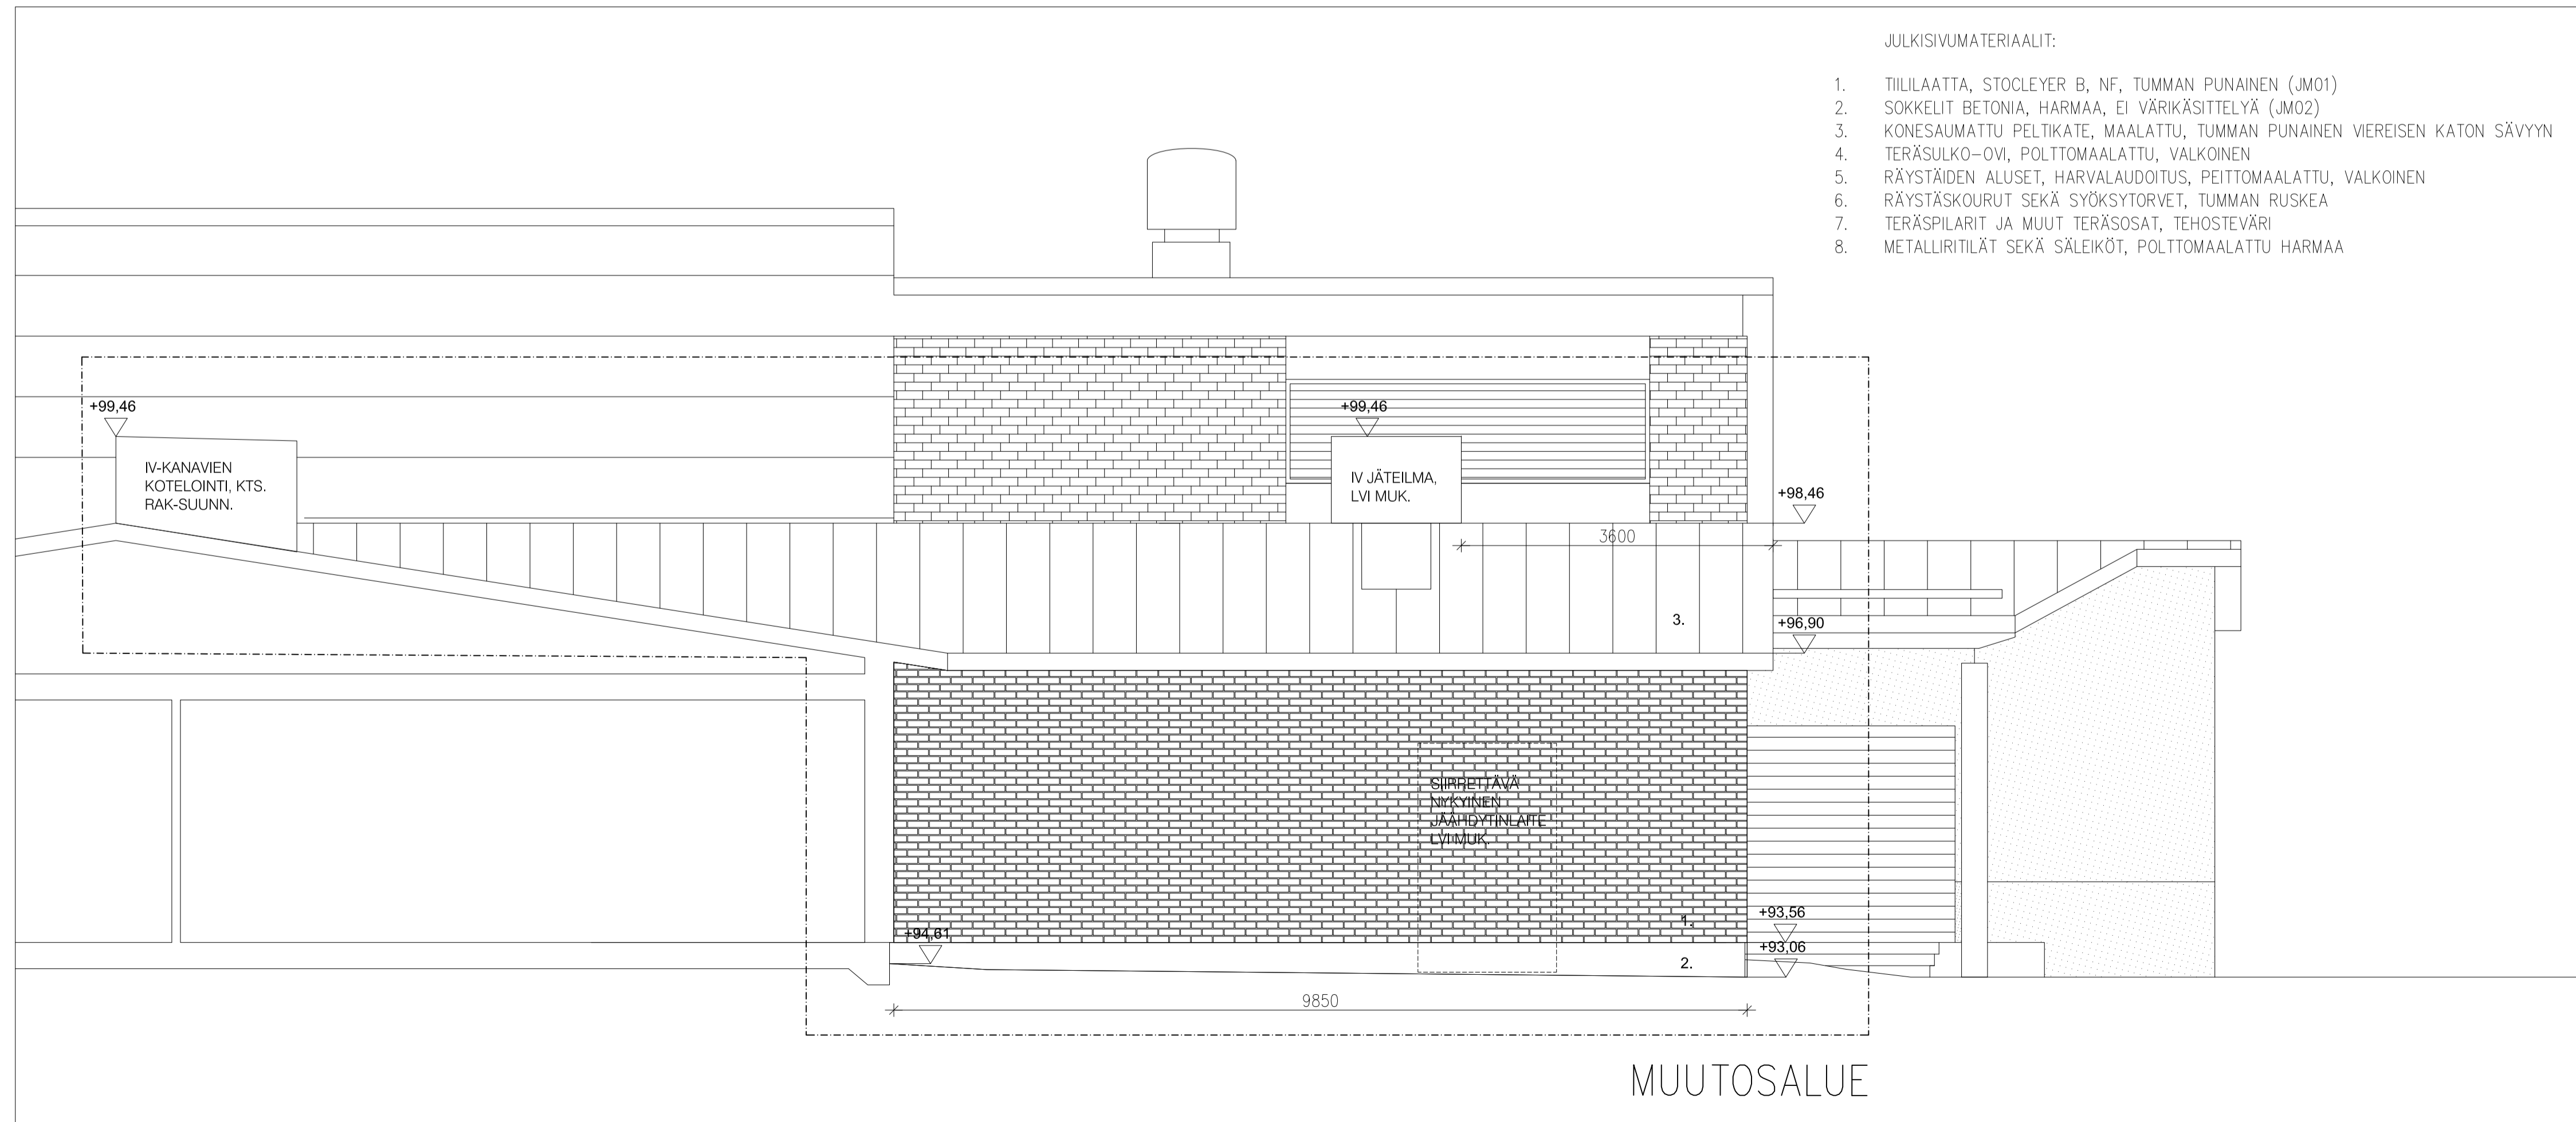 JULKISIVUMATERIAALIT:
1. TIILILAATTA, STOCLEYER B, NF, TUMMAN PUNAINEN (JM01)
2. SOKKELIT BETONIA, HARMAA, EI VÄRIKÄSITTELYÄ (JM02)
3. KONESAUMATTU PELTIKATE, MAALATTU, TUMMAN PUNAINEN VIEREISEN KATON SÄVYYN
4. TERÄSULKO-OVI, POLTTOMAALATTU, VALKOINEN
5. RÄYSTÄIDEN ALUSET, HARVALAUDOITUS, PEITTOMAALATTU, VALKOINEN
6. RÄYSTÄSKOURUT SEKÄ SYÖKSYTORVET, TUMMAN RUSKEA
7. TERÄSPILARIT JA MUUT TERÄSOSAT, TEHOSTEVÄRI
8. METALLIRITILÄT SEKÄ SÄLEIKÖT, POLTTOMAALATTU HARMAA
+99,46
+99,46
IV-KANAVIEN
KOTELOINTI, KTS.
RAK-SUUNN.
IV JÄTEILMA,
LVI MUK.
+98,46
3600
3.
+96,90
SIIRRETTÄVÄ
NYKYINEN
JÄÄHDYTINLAITE
LVI MUK.
1.
+93,56
+94,61
+93,06
2.
9850
MUUTOSALUE